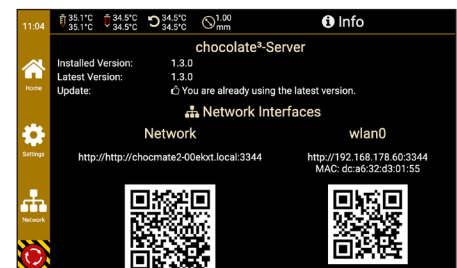 11:04
35.1°C 34.5°C 34.5°C 1.00
35.1°C 34.5°C 34.5°C mm
Info
chocolate³-Server
Installed Version: 1.3.0
Latest Version: 1.3.0
Update: You are already using the latest version.
Network Interfaces
Network
http://http://chocmate2-00ekxt.local:3344
wlan0
http://192.168.178.60:3344
MAC: dc:a6:32:d3:01:55
Home
Settings
Network